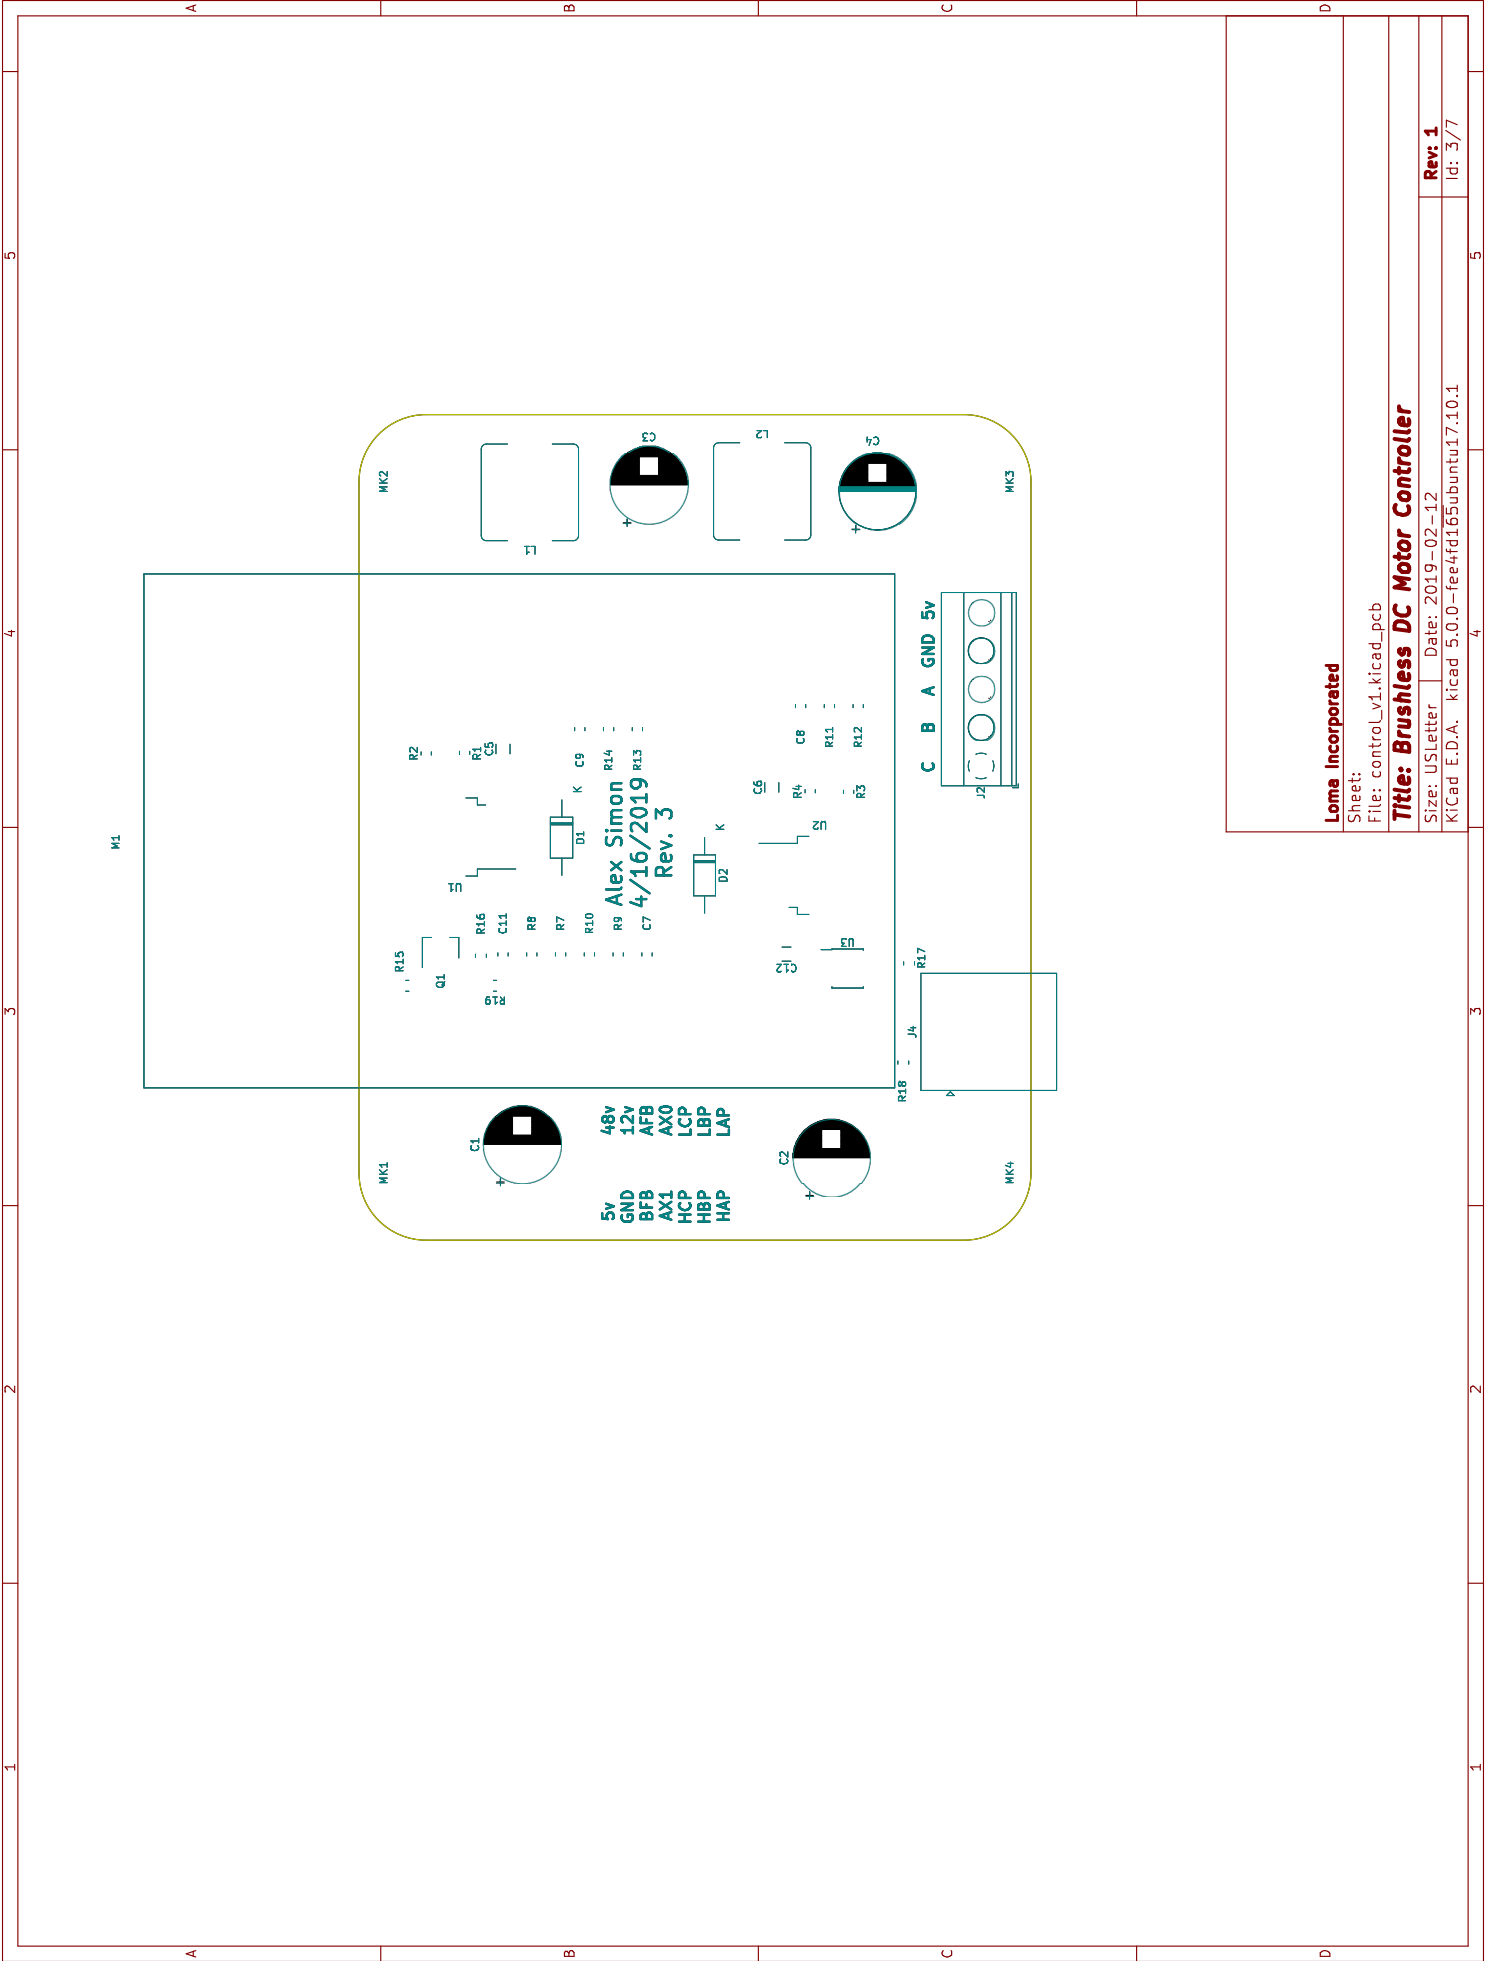 A
B
C
D
5
4
3
2
1
M1
MK2
L1
C3
L2
C4
MK3
R2
R1
C5
C9
R14
R13
C8
R11
R12
C6
R4
R3
U2
U1
D1
K
Alex Simon
4/16/2019
Rev. 3
D2
K
R15
Q1
R16
C11
R8
R7
R10
R9
C7
R19
C12
U3
R17
J4
R18
C B A GND 5v
J2
C1
C2
MK1
MK4
48v
12v
AFB
AX0
LCP
LBP
LAP
5v
GND
BFB
AX1
HCP
HBP
HAP
Loma Incorporated
Sheet:
File: control_v1.kicad_pcb
Title: Brushless DC Motor Controller
Size: USLetter Date: 2019-02-12 Rev: 1
KiCad E.D.A. kicad 5.0.0-fee4fd165ubuntu17.10.1 Id: 3/7
5
4
3
2
1
A
B
C
D